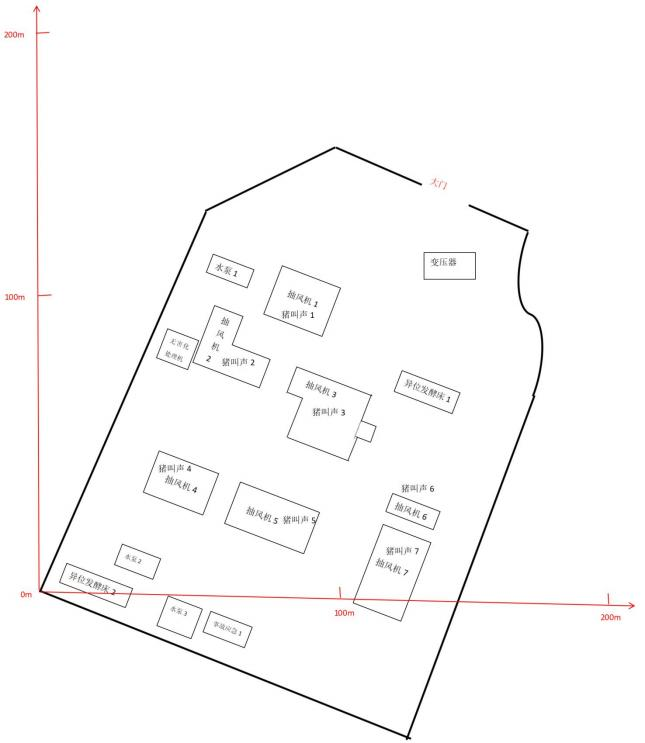 200m
大门
水泵 1
变压器
抽风机 1
猪叫声 1
100m
抽
风
机
2
猪叫声 2
无害化
处理机
抽风机 3
猪叫声 3
异位发酵床 1
猪叫声 4
抽风机 4
猪叫声 6
抽风机 6
抽风机 5 猪叫声 5
猪叫声 7
抽风机 7
水泵 2
异位发酵床 2
0m
水泵 3
事故应急 1
100m
200m